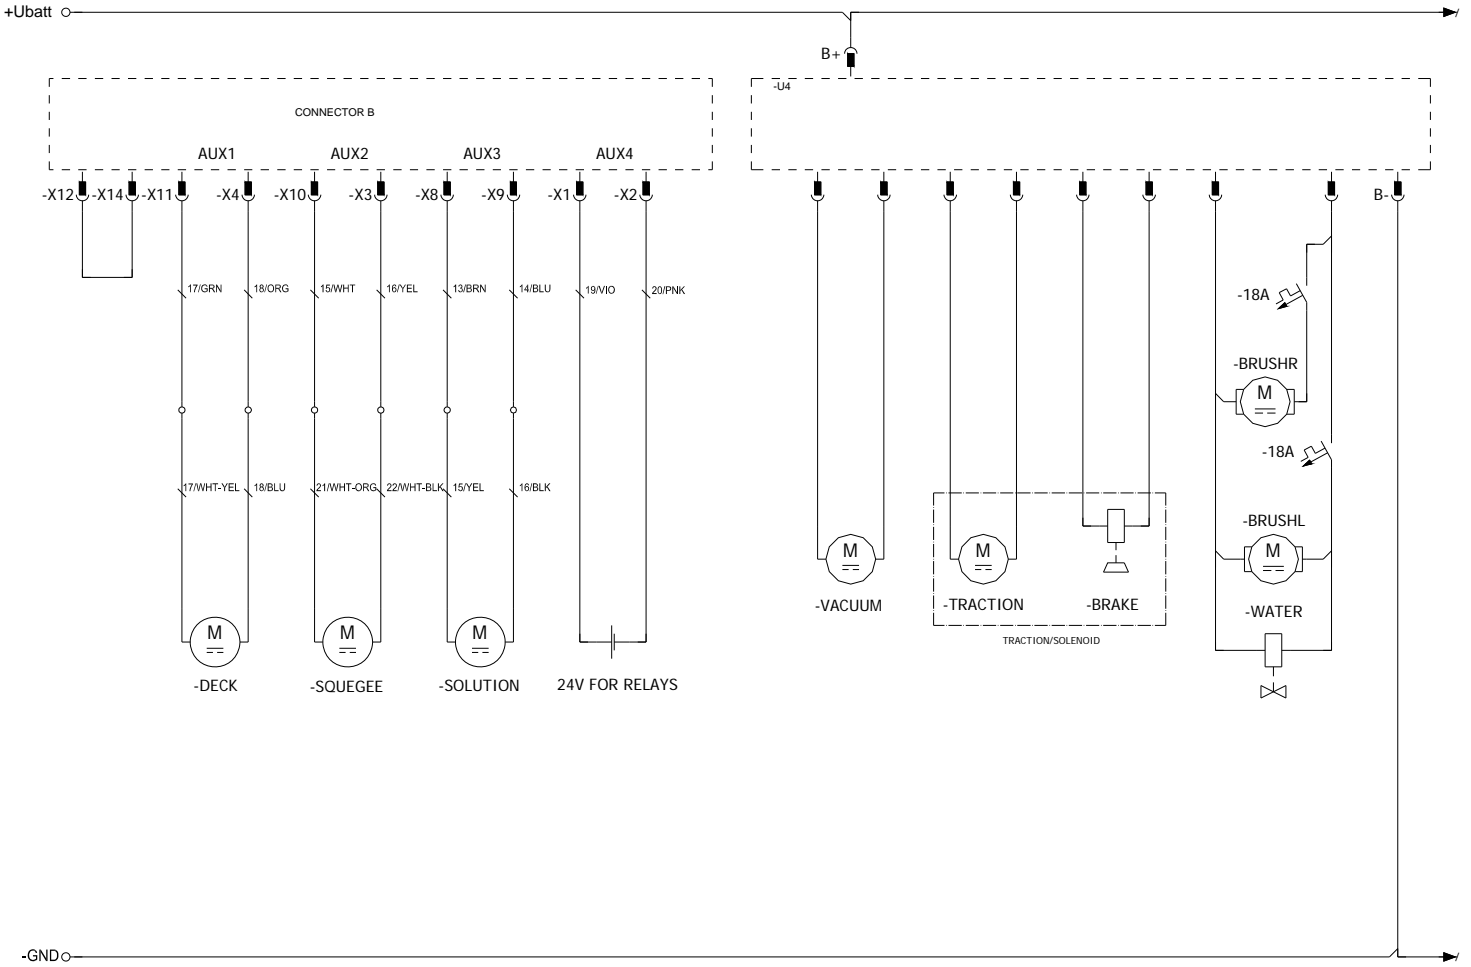 +Ubatt
B+
-U4
CONNECTOR B
AUX1 AUX2 AUX3 AUX4
-X12 -X14 -X11 -X4 -X10 -X3 -X8 -X9 -X1 -X2 B-
17/GRN 18/ORG 15/WHT 16/YEL 13/BRN 14/BLU 19/VIO 20/PNK
-18A
-BRUSHR
M
-18A
17/WHT-YEL 18/BLU 21/WHT-ORG 22/WHT-BLK 15/YEL 16/BLK
-BRUSHL
M M M
-VACUUM -TRACTION -BRAKE -WATER
M M M
TRACTION/SOLENOID
-DECK -SQUEGEE -SOLUTION 24V FOR RELAYS
-GND